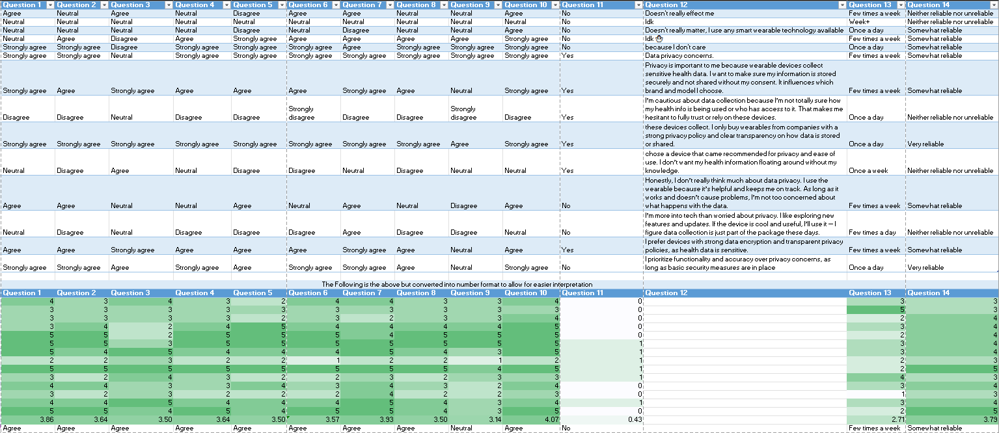 Question 1 Question 2 Question 3 Question 4 Question 5 Question 6 Question 7 Question 8 Question 9 Question 10 Question 11 Question 12 Question 13 Question 14
Agree Neutral Agree Neutral Disagree Agree Agree Neutral Neutral Agree No Doesn't really effect me Few times a week Neither reliable nor unreliable
Neutral Neutral Neutral Neutral Neutral Neutral Neutral Neutral Neutral Neutral No Idk Week+ Neither reliable nor unreliable
Neutral Neutral Neutral Neutral Disagree Neutral Disagree Neutral Neutral Agree No Doesn't really matter, I use any smart wearable technology available Once a day Somewhat reliable
Neutral Agree Disagree Agree Strongly agree Agree Agree Agree Agree Strongly agree No Idk Few times a week Somewhat reliable
Strongly agree Strongly agree Disagree Strongly agree Strongly agree Strongly agree Agree Strongly agree Strongly agree Strongly agree No because I don't care Once a day Somewhat reliable
Strongly agree Strongly agree Neutral Strongly agree Strongly agree Strongly agree Strongly agree Strongly agree Strongly agree Strongly agree Yes Data privacy concerns. Few times a week Somewhat reliable
Privacy is important to me because wearable devices collect
sensitive health data. I want to make sure my information is stored
securely and not shared without my consent. It influences which
Strongly agree Agree Strongly agree Agree Agree Agree Strongly agree Agree Neutral Strongly agree Yes brand and model I choose. Few times a week Somewhat reliable
I'm cautious about data collection because I'm not totally sure how
Strongly Strongly my health info is being used or who has access to it. That makes me
Disagree Disagree Neutral Disagree Disagree disagree Disagree Disagree disagree Disagree Yes hesitant to fully trust or rely on these devices. Once a day Neither reliable nor unreliable
these devices collect. I only buy wearables from companies with a
strong privacy policy and clear transparency on how data is stored
Strongly agree Strongly agree Strongly agree Strongly agree Strongly agree Strongly agree Strongly agree Strongly agree Agree Strongly agree Yes or shared. Once a day Very reliable
chose a device that came recommended for privacy and ease of
use. I don't want my health information floating around without my
Neutral Disagree Agree Neutral Disagree Disagree Neutral Disagree Neutral Neutral Yes knowledge. Once a week Neither reliable nor unreliable
Honestly, I don't really think much about data privacy. I use the
wearable because it's helpful and keeps me on track. As long as it
works and doesn't cause problems, I'm not too concerned about
Agree Agree Neutral Neutral Agree Neutral Agree Neutral Disagree Agree No what happens with the data. Few times a week Somewhat reliable
I'm more into tech than worried about privacy. I like exploring new
features and updates. If the device is cool and useful, I'll use it — I
Neutral Disagree Neutral Disagree Disagree Disagree Agree Disagree Disagree Neutral No figure data collection is just part of the package these days. Few times a day Neither reliable nor unreliable
I prefer devices with strong data encryption and transparent privacy
Agree Agree Strongly agree Agree Agree Agree Strongly agree Agree Neutral Agree Yes policies, as health data is sensitive. Few times a week Somewhat reliable
I prioritize functionality and accuracy over privacy concerns, as
Strongly agree Strongly agree Agree Strongly agree Agree Strongly agree Strongly agree Agree Neutral Strongly agree No long as basic security measures are in place Once a day Very reliable
The Following is the above but converted into number format to allow for easier interpretation
Question 1 Question 2 Question 3 Question 4 Question 5 Question 6 Question 7 Question 8 Question 9 Question 10 Question 11 Question 12 Question 13 Question 14
4 3 4 3 2 4 4 3 3 4 0 3 3
3 3 3 3 3 3 3 3 3 3 0 5 3
3 3 3 3 2 3 2 3 3 4 0 2 4
3 4 2 4 5 4 4 4 4 5 0 3 4
5 5 2 5 5 5 4 5 5 5 0 2 4
5 5 3 5 5 5 5 5 5 5 1 3 4
5 4 5 4 4 4 5 4 3 5 1 3 4
2 2 3 2 2 1 2 2 1 2 1 2 3
5 5 5 5 5 5 5 5 4 5 1 2 5
3 2 4 3 2 2 3 2 3 3 1 4 3
4 4 3 3 4 3 4 3 2 4 0 3 4
3 2 3 2 2 2 4 2 2 3 0 1 3
4 4 5 4 4 4 5 4 3 4 1 3 4
5 5 4 5 4 5 5 4 3 5 0 2 5
3.86 3.64 3.50 3.64 3.50 3.57 3.93 3.50 3.14 4.07 0.43 2.71 3.79
Agree Agree Agree Agree Agree Agree Agree Agree Neutral Agree No Few times a week Somewhat reliable